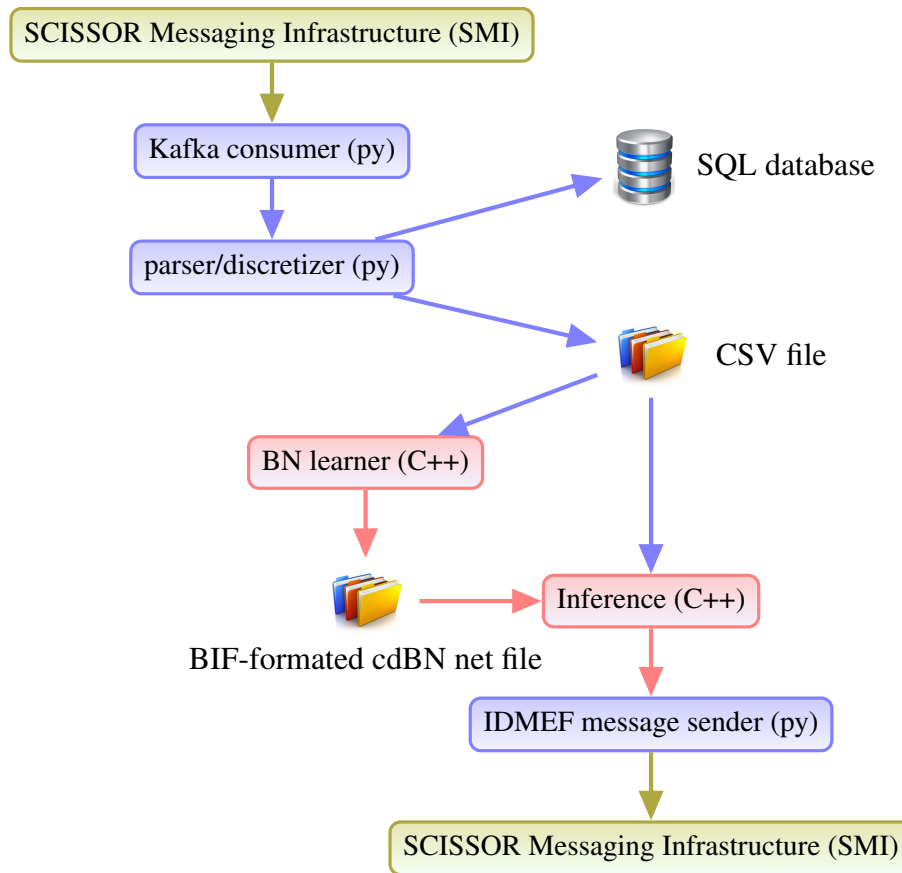 SCISSOR Messaging Infrastructure (SMI)
Kafka consumer (py)
SQL database
parser/discretizer (py)
CSV file
BN learner (C++)
Inference (C++)
BIF-formated cdBN net file
IDMEF message sender (py)
SCISSOR Messaging Infrastructure (SMI)